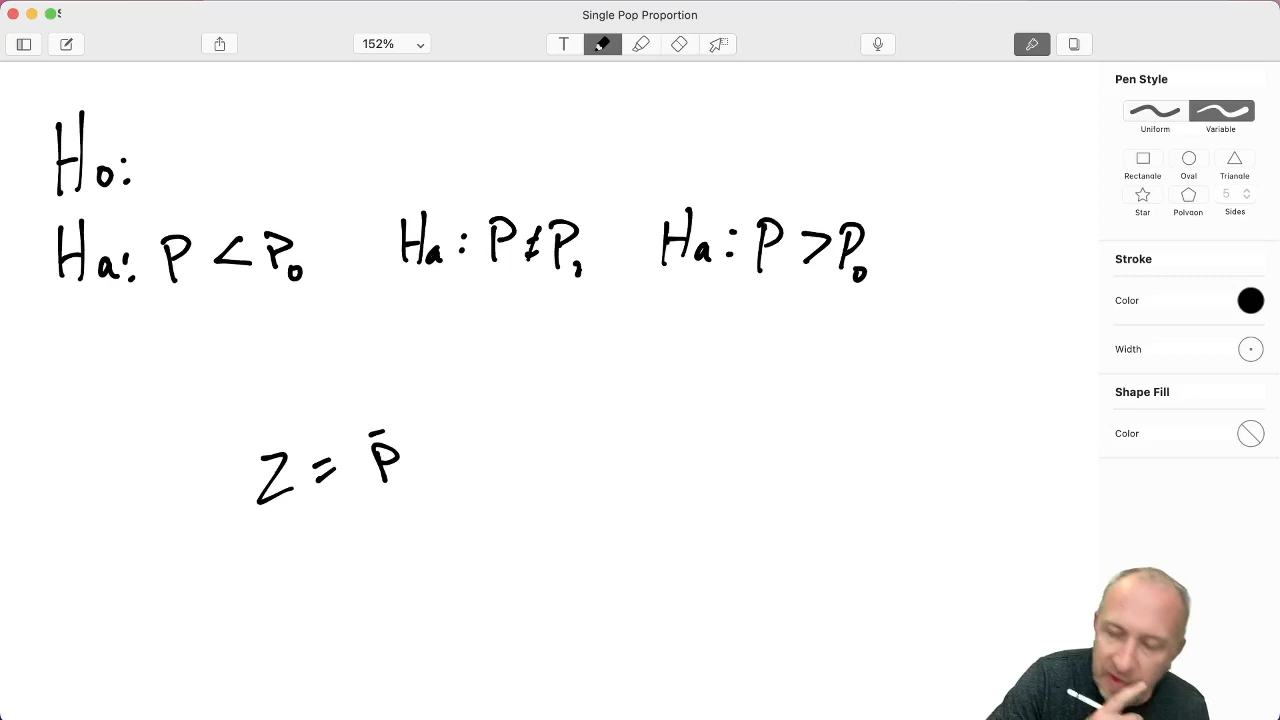 Single Pop Proportion
152%
T
Pen Style
Uniform Variable
Rectangle Oval Triangle
5
Star Polygon Sides
Stroke
Color
Width
Shape Fill
Color
Ho:
Ha: P < P₀ Ha: P ≠ P₀ Ha: P > P₀
Z = P̄